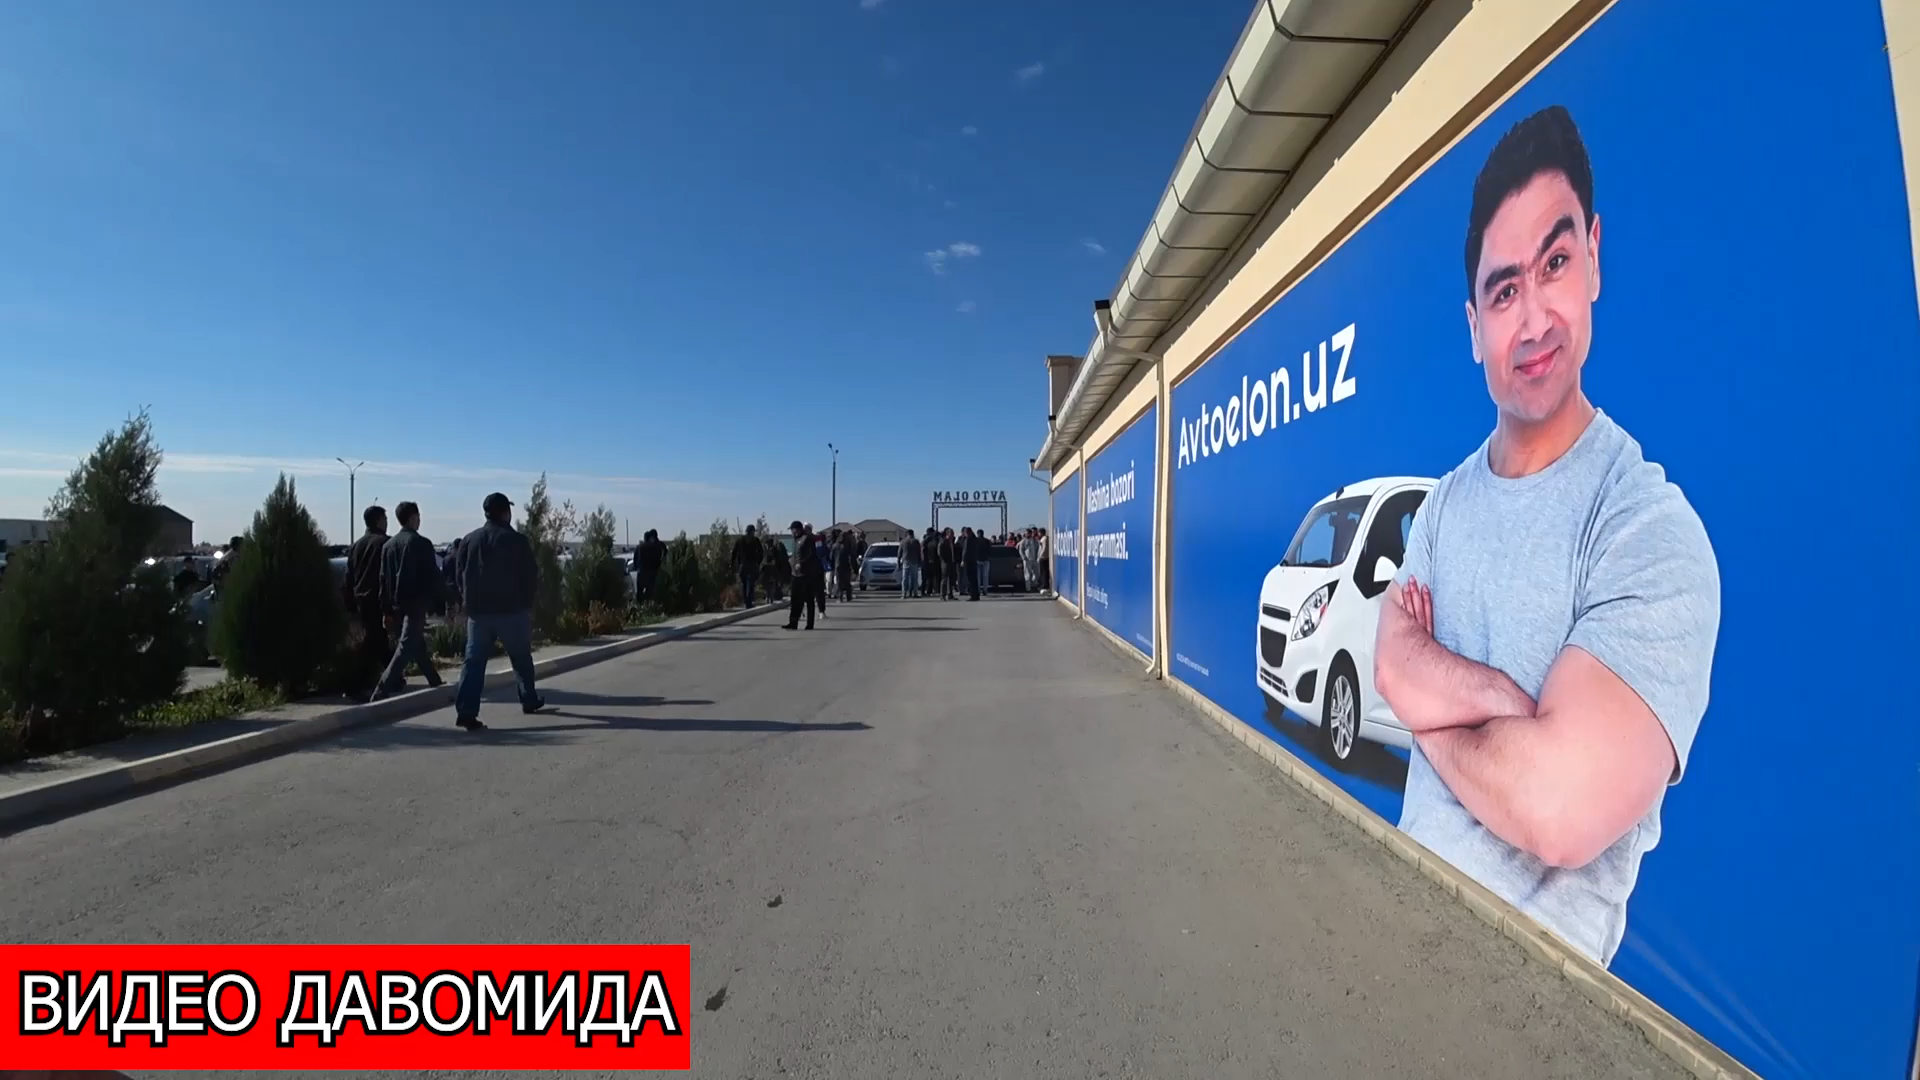 AVTO OLAM
Avtoelon.uz
Mashina bozori
programmasi.
ВИДЕО ДАВОМИДА